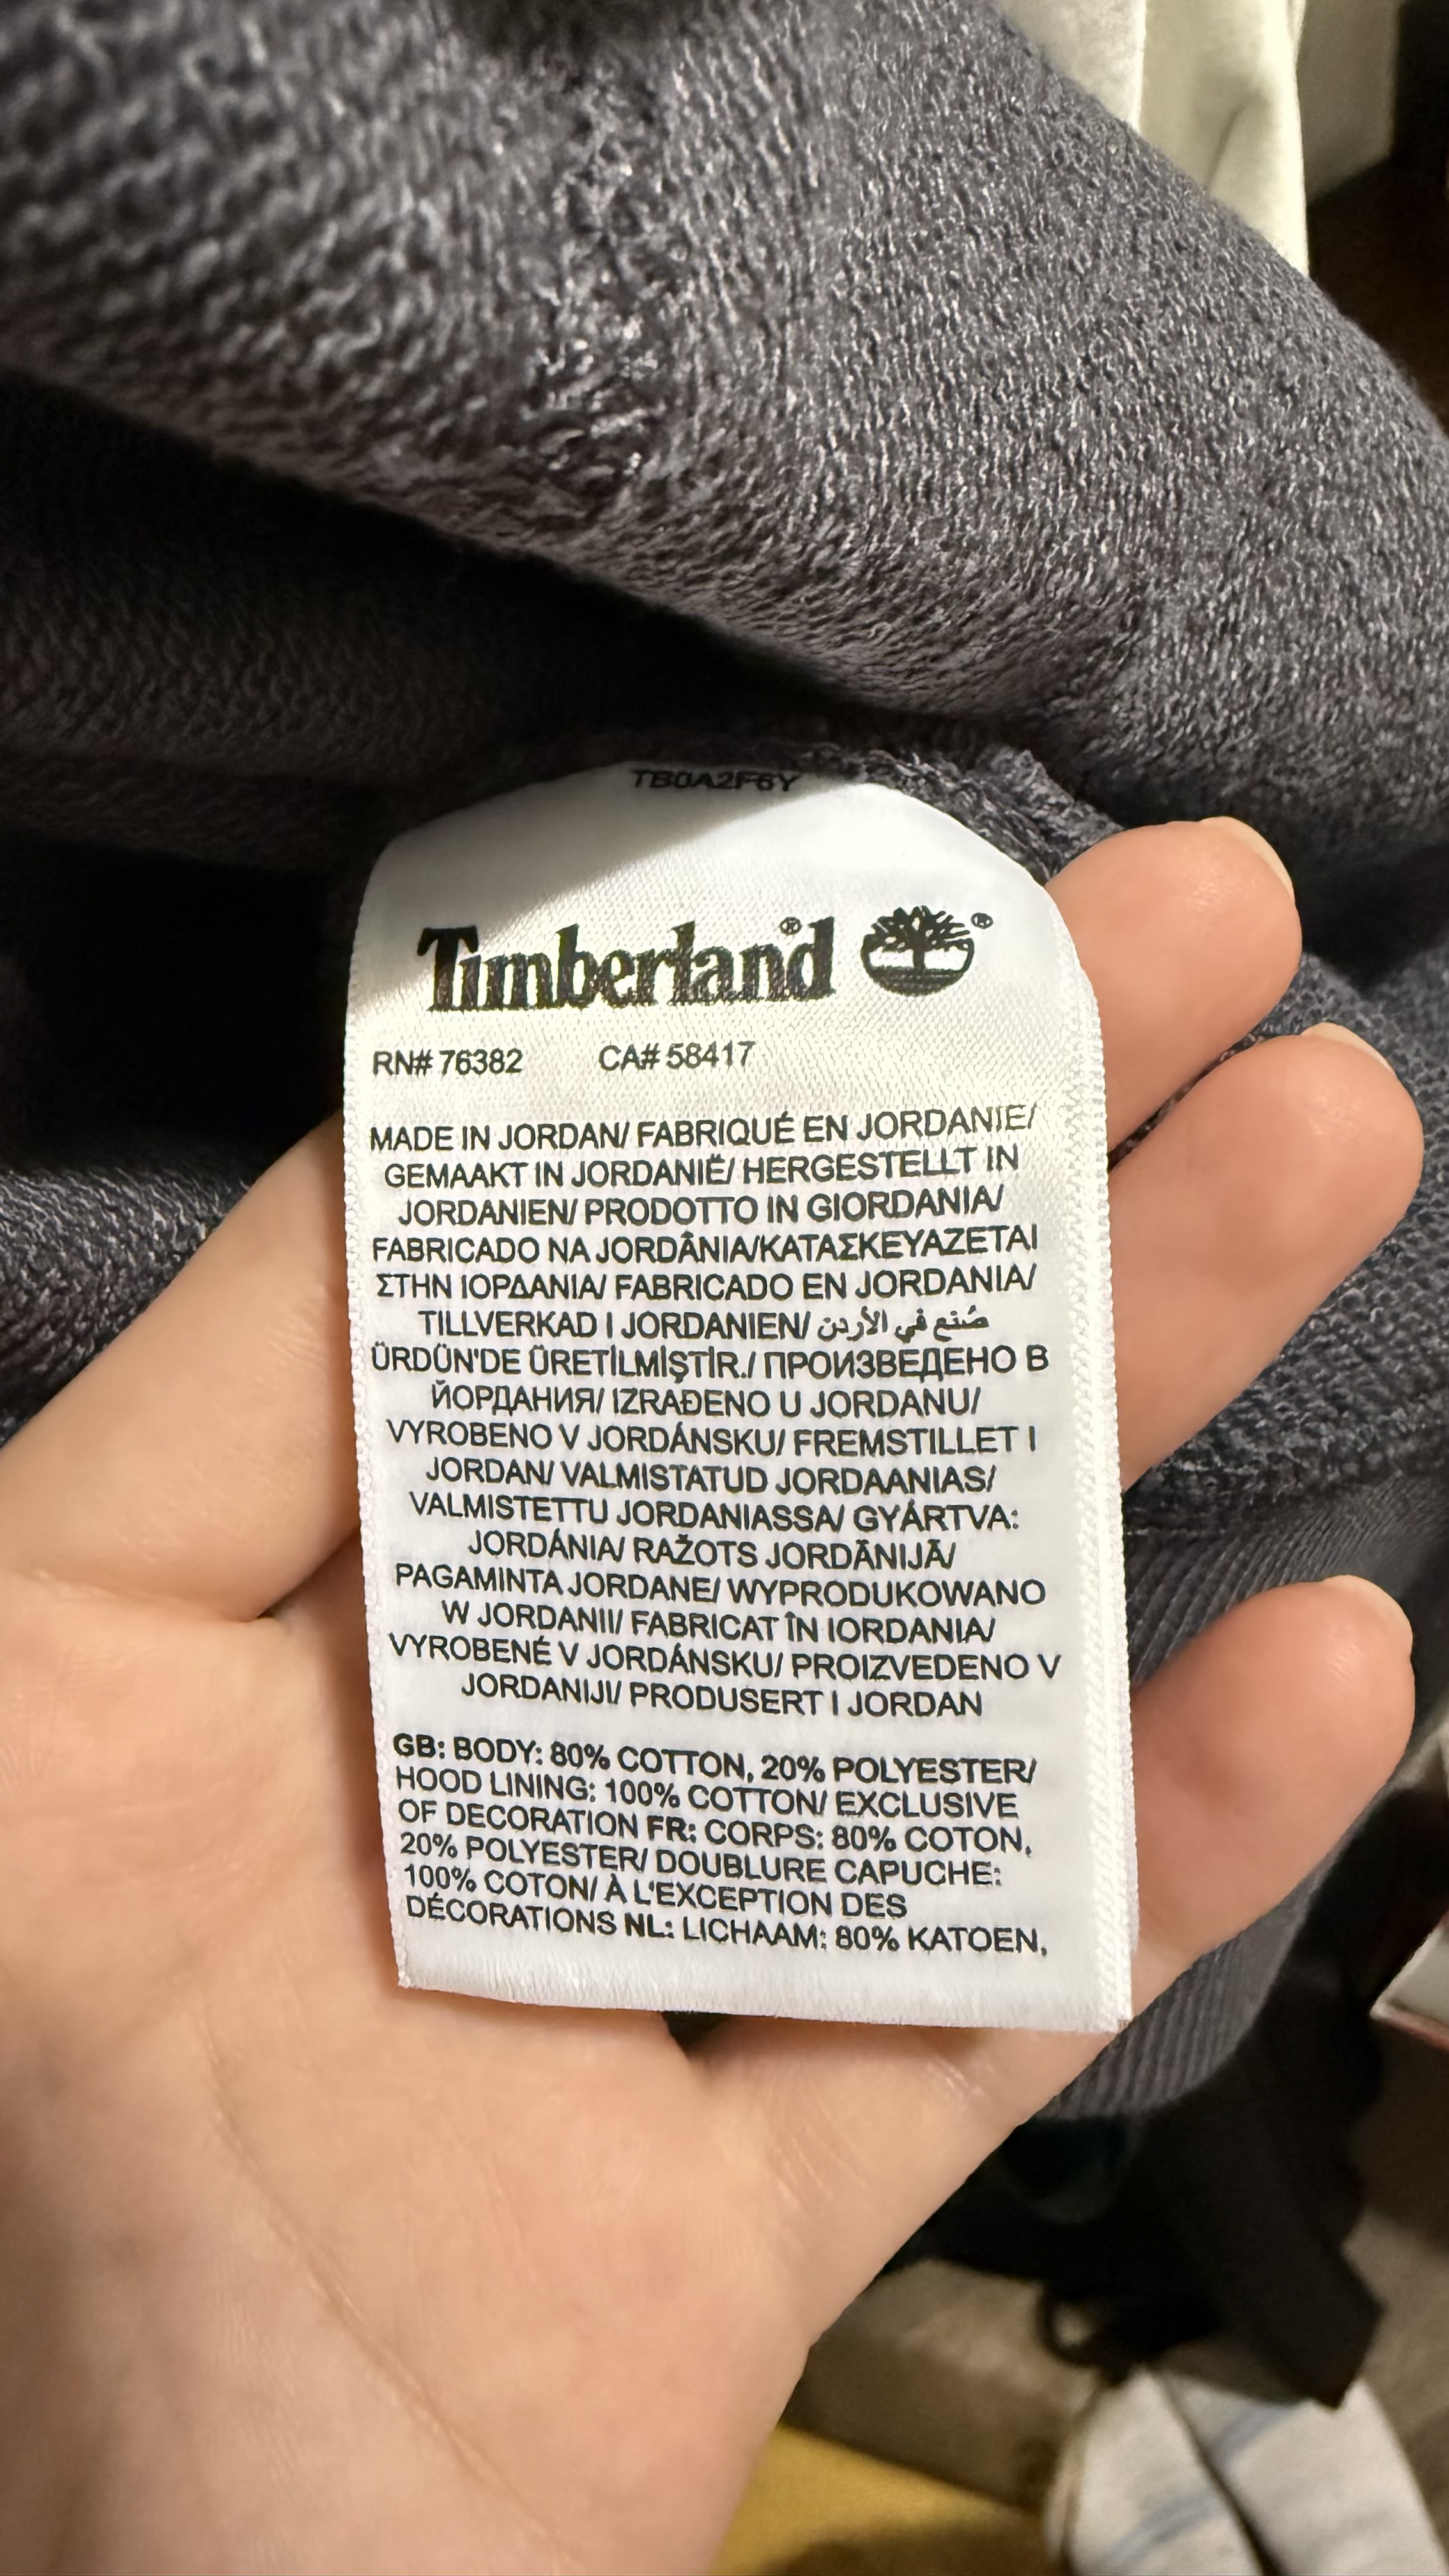 TB0A2F6Y
Timberland® ®
RN# 76382 CA# 58417
MADE IN JORDAN/ FABRIQUÉ EN JORDANIE/
GEMAAKT IN JORDANIË/ HERGESTELLT IN
JORDANIEN/ PRODOTTO IN GIORDANIA/
FABRICADO NA JORDÂNIA/ΚΑΤΑΣΚΕΥΑΖΕΤΑΙ
ΣΤΗΝ ΙΟΡΔΑΝΙΑ/ FABRICADO EN JORDANIA/
TILLVERKAD I JORDANIEN/ صُنع في الأردن
ÜRDÜN'DE ÜRETİLMİŞTİR./ ПРОИЗВЕДЕНО В
ЙОРДАНИЯ/ IZRAĐENO U JORDANU/
VYROBENO V JORDÁNSKU/ FREMSTILLET I
JORDAN/ VALMISTATUD JORDAANIAS/
VALMISTETTU JORDANIASSA/ GYÁRTVA:
JORDÁNIA/ RAŽOTS JORDĀNIJĀ/
PAGAMINTA JORDANE/ WYPRODUKOWANO
W JORDANII/ FABRICAT ÎN IORDANIA/
VYROBENÉ V JORDÁNSKU/ PROIZVEDENO V
JORDANIJI/ PRODUSERT I JORDAN
GB: BODY: 80% COTTON, 20% POLYESTER/
HOOD LINING: 100% COTTON/ EXCLUSIVE
OF DECORATION FR: CORPS: 80% COTON,
20% POLYESTER/ DOUBLURE CAPUCHE:
100% COTON/ À L'EXCEPTION DES
DÉCORATIONS NL: LICHAAM: 80% KATOEN,